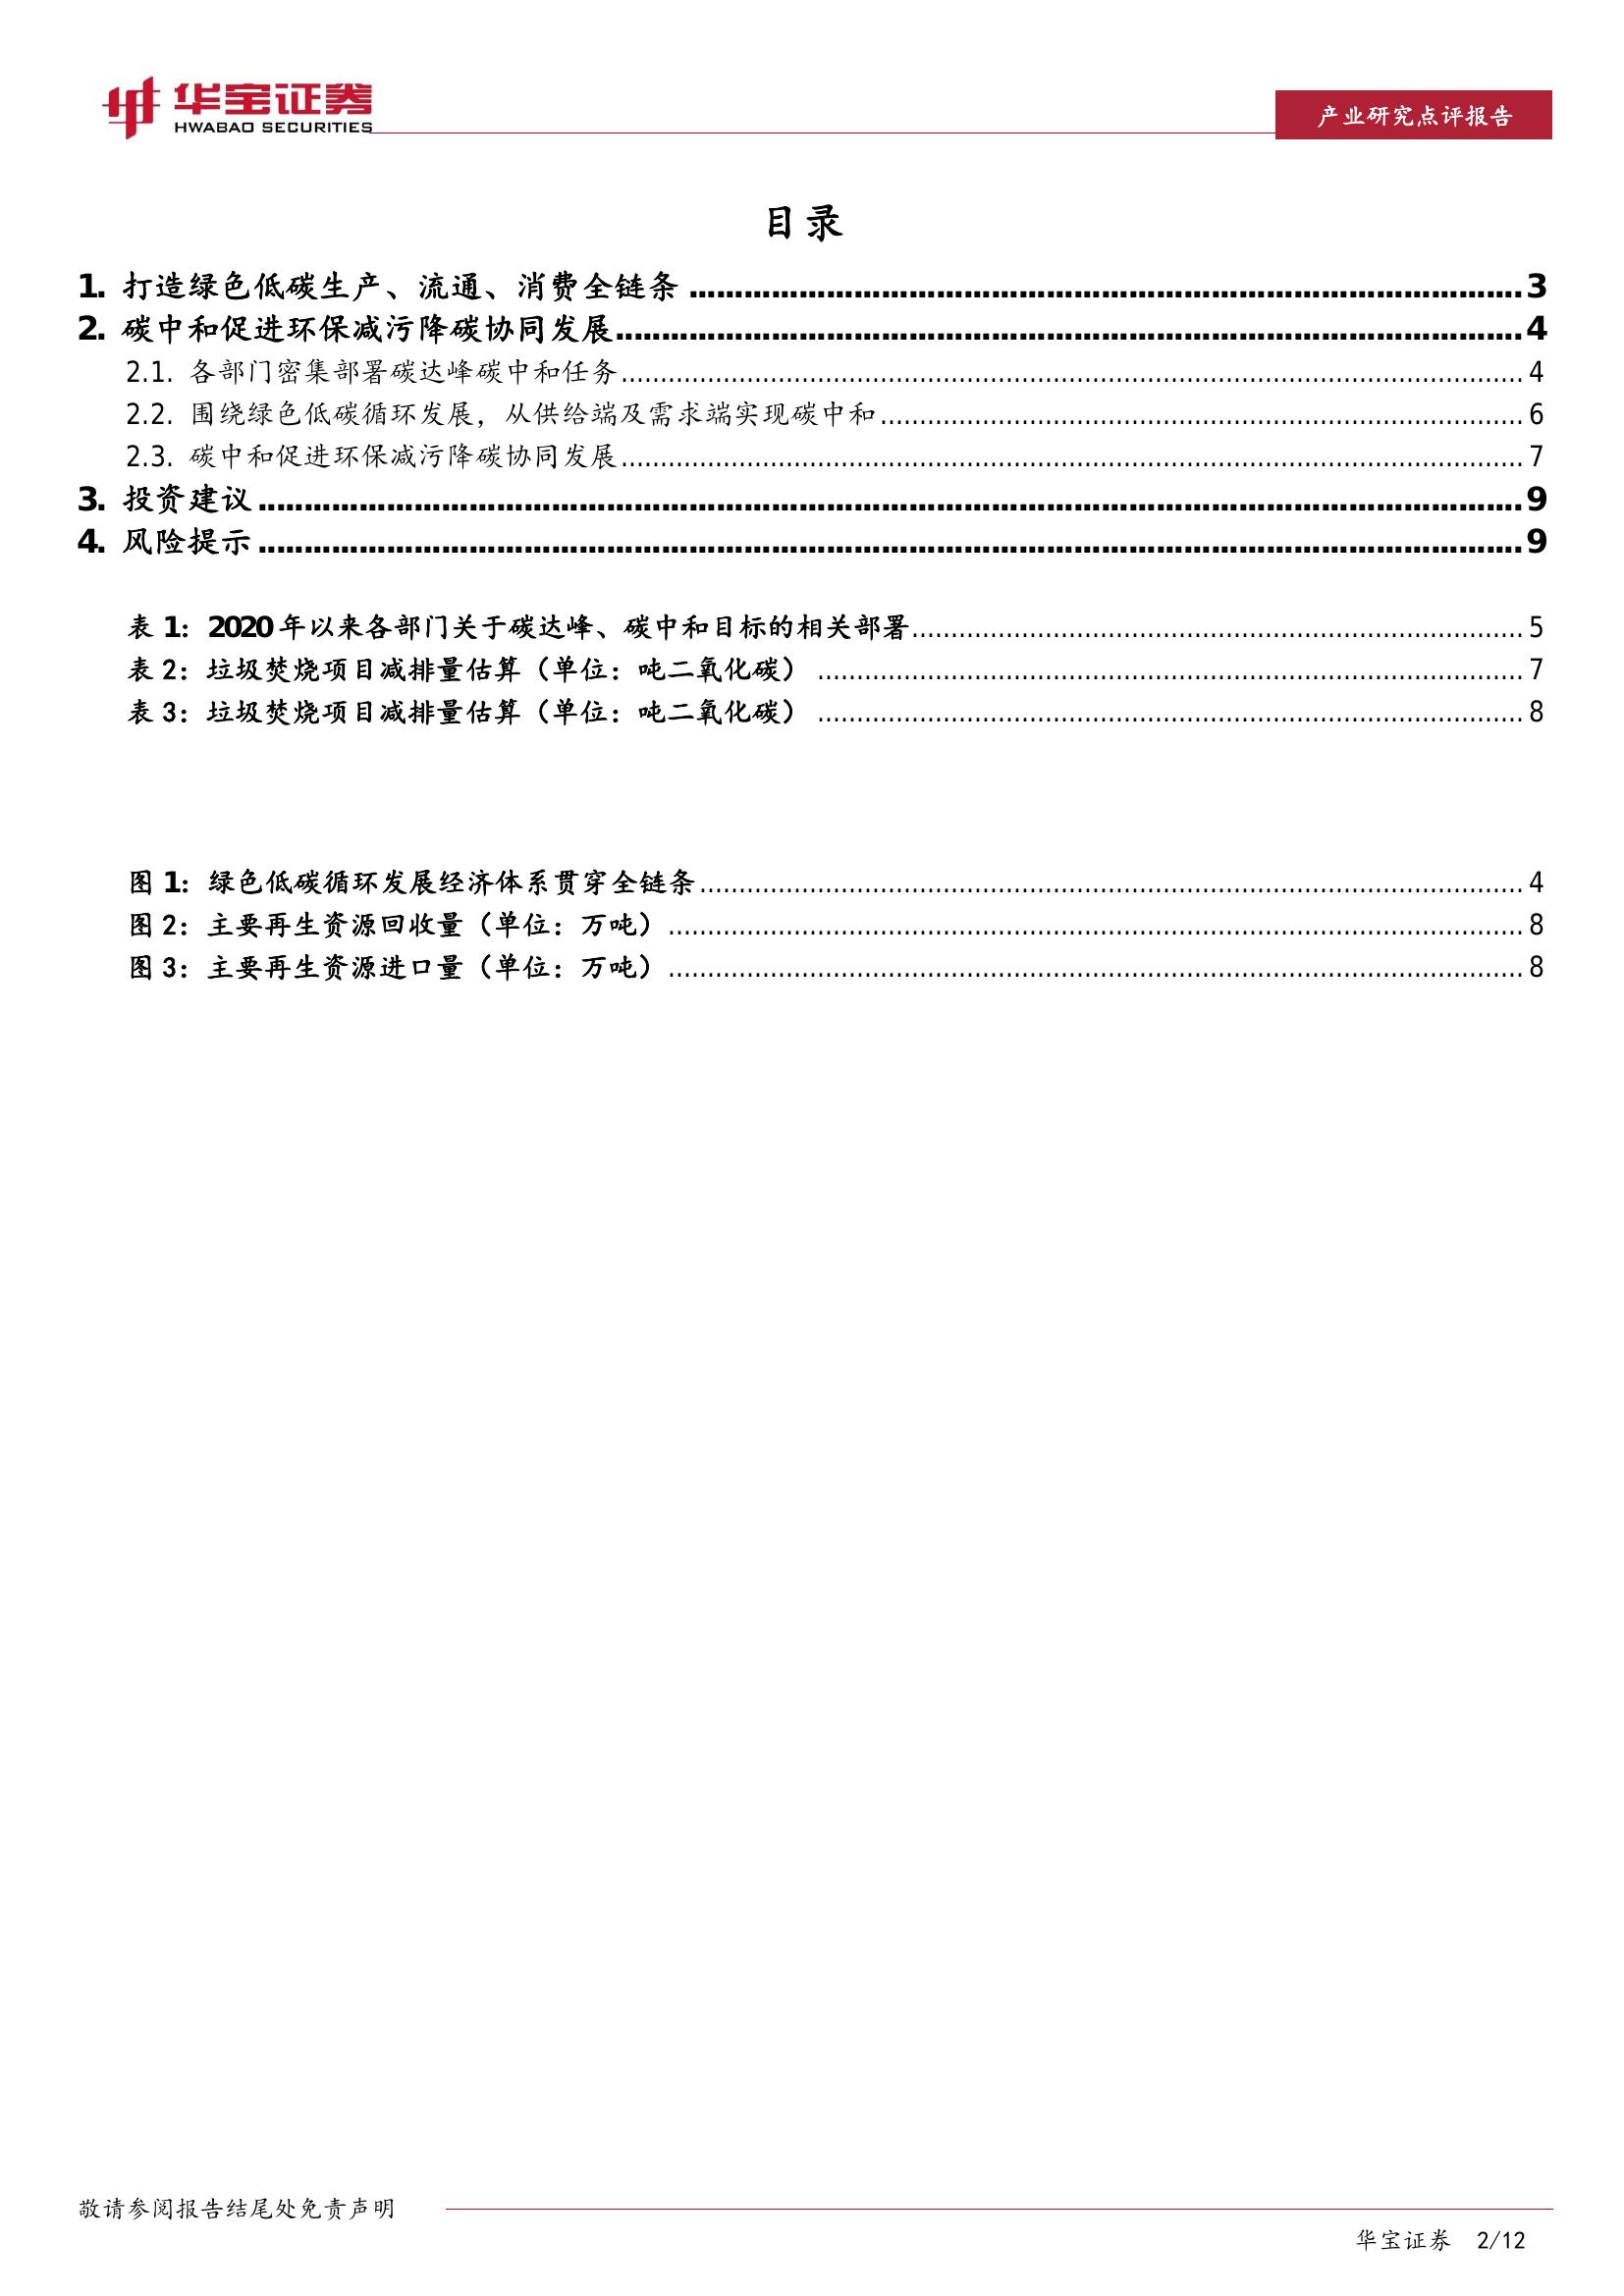 华宝证券
HWABAO SECURITIES
产业研究点评报告
目录
1. 打造绿色低碳生产、流通、消费全链条 3
2. 碳中和促进环保减污降碳协同发展 4
2.1. 各部门密集部署碳达峰碳中和任务 4
2.2. 围绕绿色低碳循环发展，从供给端及需求端实现碳中和 6
2.3. 碳中和促进环保减污降碳协同发展 7
3. 投资建议 9
4. 风险提示 9
表 1：2020 年以来各部门关于碳达峰、碳中和目标的相关部署 5
表 2：垃圾焚烧项目减排量估算（单位：吨二氧化碳） 7
表 3：垃圾焚烧项目减排量估算（单位：吨二氧化碳） 8
图 1：绿色低碳循环发展经济体系贯穿全链条 4
图 2：主要再生资源回收量（单位：万吨） 8
图 3：主要再生资源进口量（单位：万吨） 8
敬请参阅报告结尾处免责声明
华宝证券 2/12